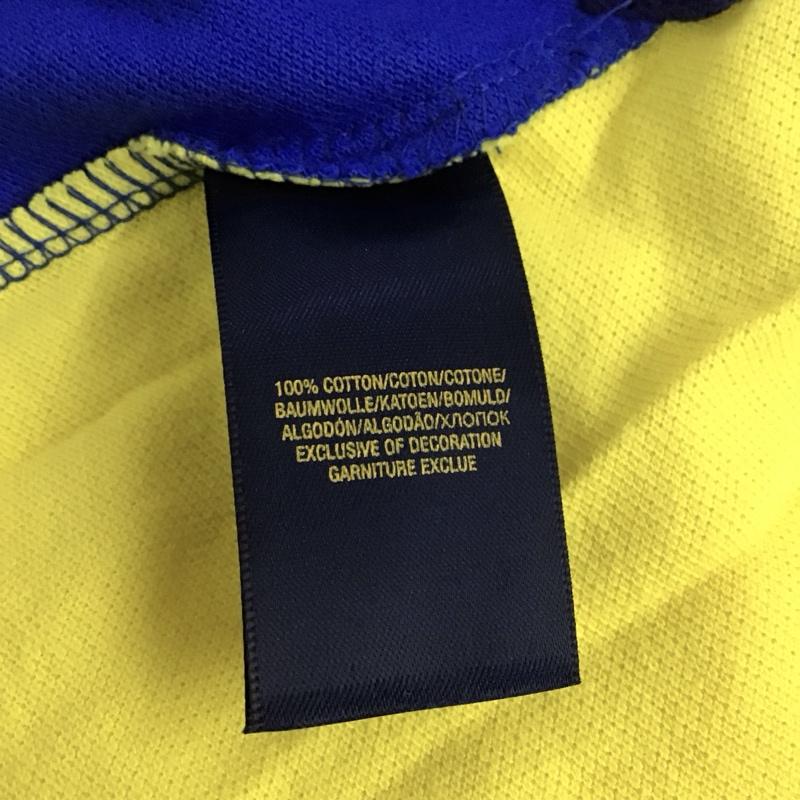 100% COTTON/COTON/COTONE/
BAUMWOLLE/KATOEN/BOMULD/
ALGODÓN/ALGODÃO/ХЛОПОК
EXCLUSIVE OF DECORATION
GARNITURE EXCLUE